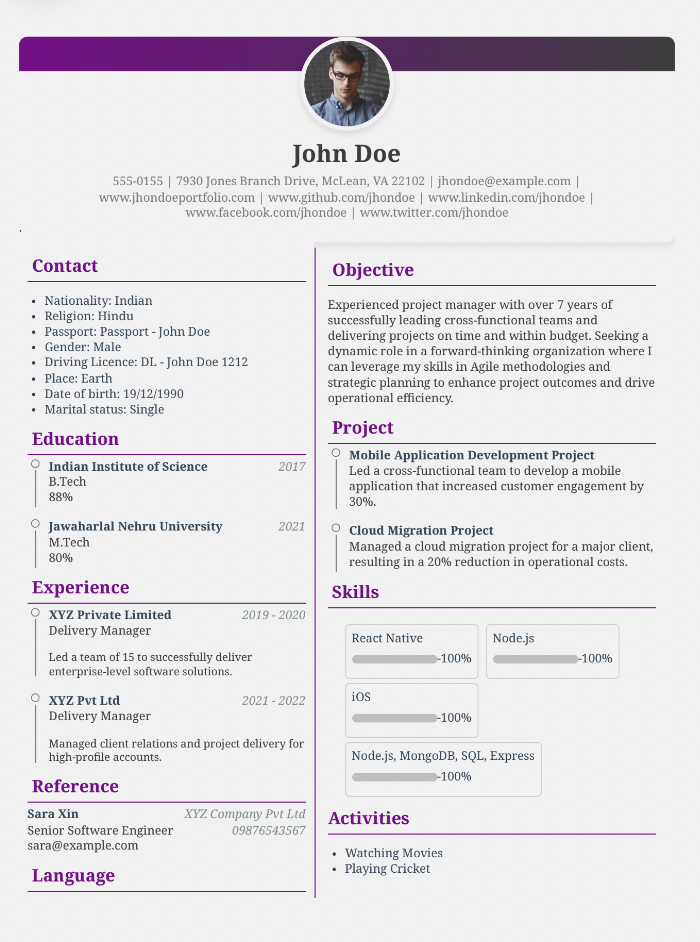 John Doe
555-0155 | 7930 Jones Branch Drive, McLean, VA 22102 | jhondoe@example.com |
www.jhondoeportfolio.com | www.github.com/jhondoe | www.linkedin.com/jhondoe |
www.facebook.com/jhondoe | www.twitter.com/jhondoe
.
Contact
• Nationality: Indian
• Religion: Hindu
• Passport: Passport - John Doe
• Gender: Male
• Driving Licence: DL - John Doe 1212
• Place: Earth
• Date of birth: 19/12/1990
• Marital status: Single
Education
Indian Institute of Science 2017
B.Tech
88%
Jawaharlal Nehru University 2021
M.Tech
80%
Experience
XYZ Private Limited 2019 - 2020
Delivery Manager
Led a team of 15 to successfully deliver
enterprise-level software solutions.
XYZ Pvt Ltd 2021 - 2022
Delivery Manager
Managed client relations and project delivery for
high-profile accounts.
Reference
Sara Xin XYZ Company Pvt Ltd
Senior Software Engineer 09876543567
sara@example.com
Language
Objective
Experienced project manager with over 7 years of
successfully leading cross-functional teams and
delivering projects on time and within budget. Seeking a
dynamic role in a forward-thinking organization where I
can leverage my skills in Agile methodologies and
strategic planning to enhance project outcomes and drive
operational efficiency.
Project
Mobile Application Development Project
Led a cross-functional team to develop a mobile
application that increased customer engagement by
30%.
Cloud Migration Project
Managed a cloud migration project for a major client,
resulting in a 20% reduction in operational costs.
Skills
React Native
-100%
Node.js
-100%
iOS
-100%
Node.js, MongoDB, SQL, Express
-100%
Activities
• Watching Movies
• Playing Cricket